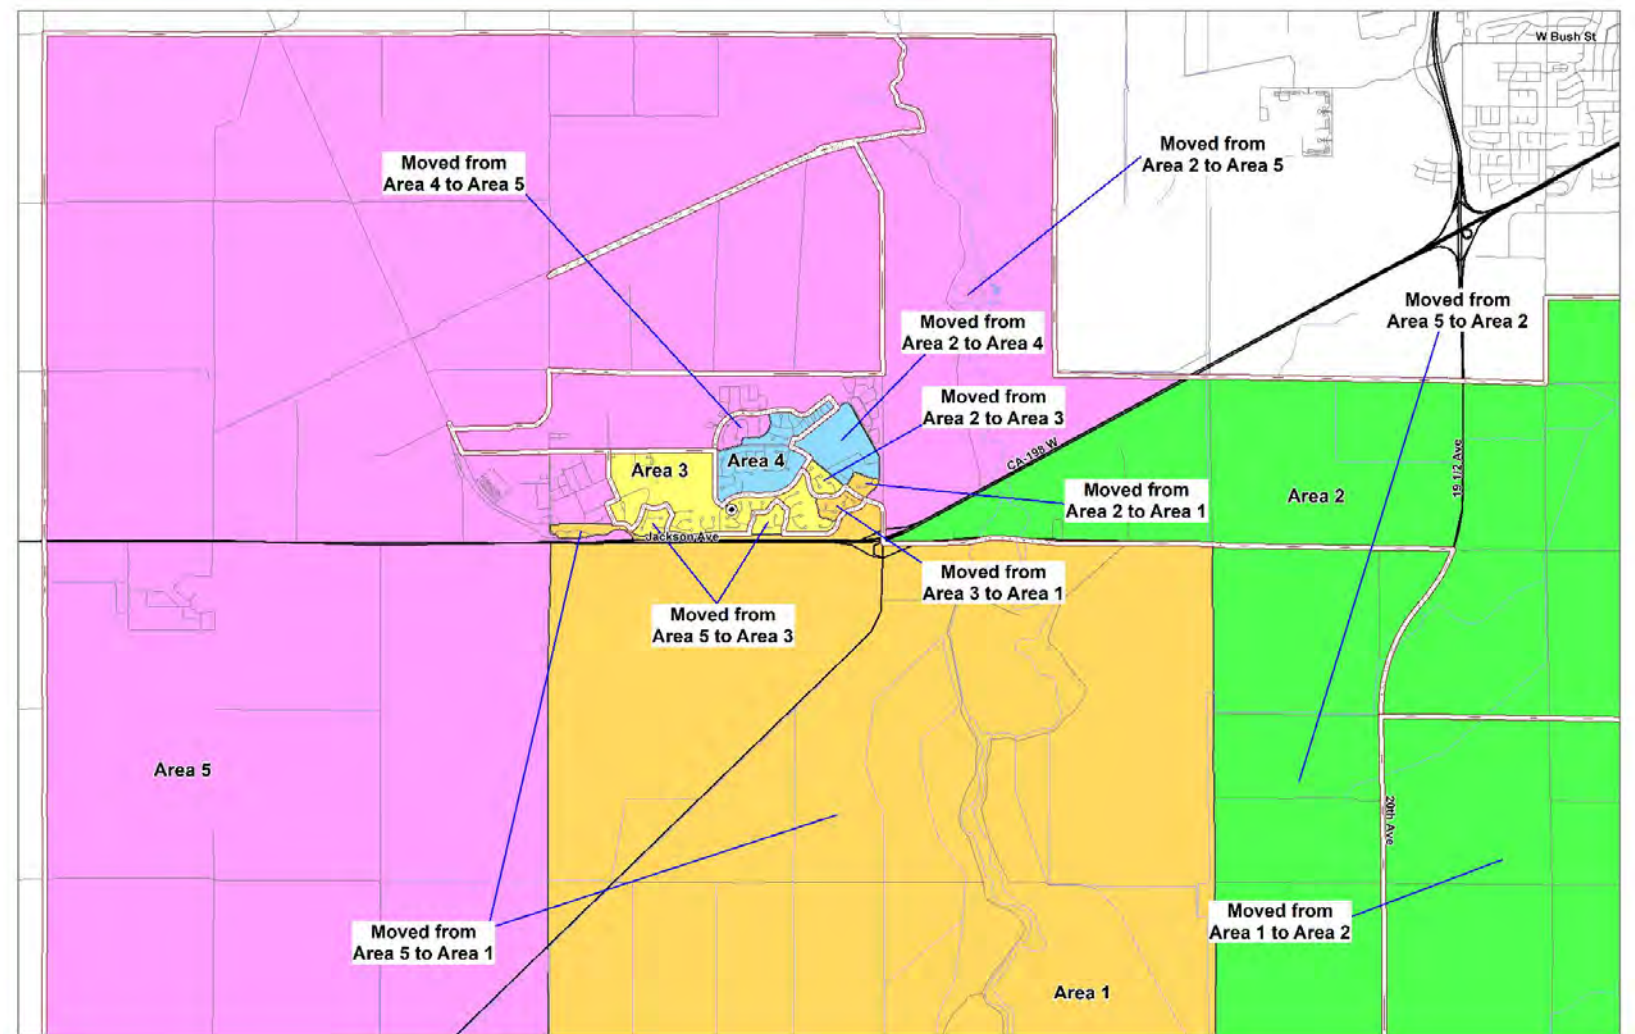 W Bush St
Moved from
Area 2 to Area 5
Moved from
Area 4 to Area 5
Moved from
Area 5 to Area 2
Moved from
Area 2 to Area 4
Moved from
Area 2 to Area 3
CA-198 W
19 1/2 Ave
Area 3
Area 4
Moved from
Area 2 to Area 1
Area 2
Jackson Ave
Moved from
Area 3 to Area 1
Moved from
Area 5 to Area 3
Area 5
20th Ave
Moved from
Area 5 to Area 1
Moved from
Area 1 to Area 2
Area 1